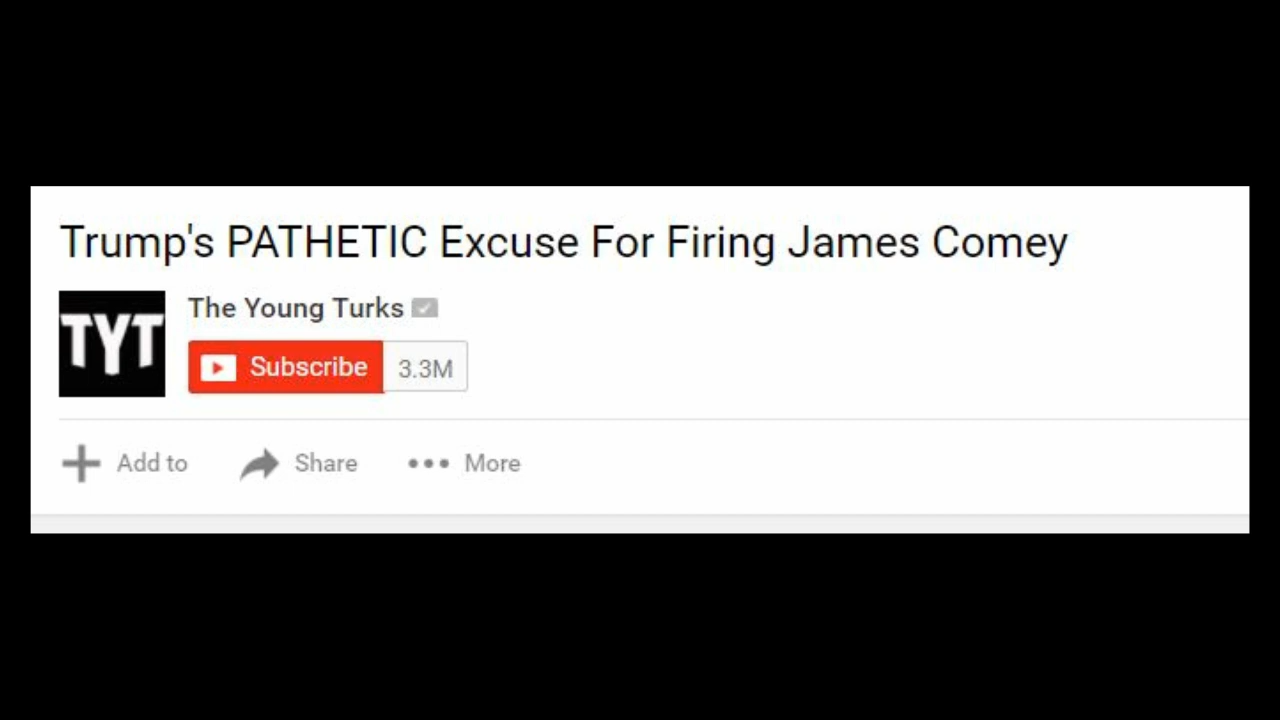 Trump's PATHETIC Excuse For Firing James Comey
TYT
The Young Turks
Subscribe 3.3M
Add to Share More